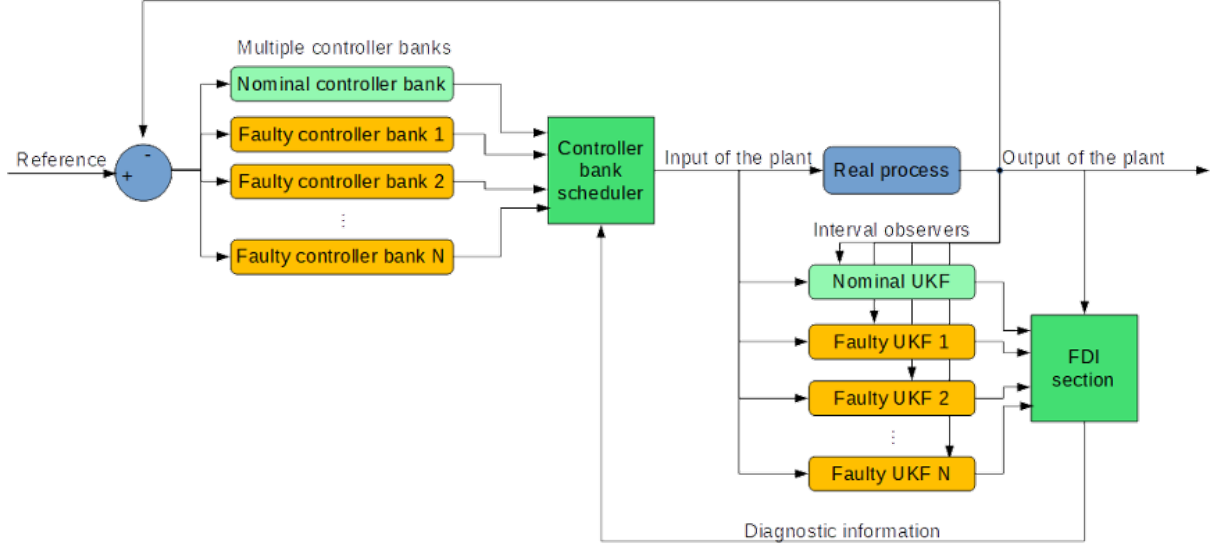 Multiple controller banks
Nominal controller bank
Faulty controller bank 1
Faulty controller bank 2
⋮
Faulty controller bank N
Reference
-
+
Controller
bank
scheduler
Input of the plant
Real process
Output of the plant
Interval observers
Nominal UKF
Faulty UKF 1
Faulty UKF 2
⋮
Faulty UKF N
FDI
section
Diagnostic information